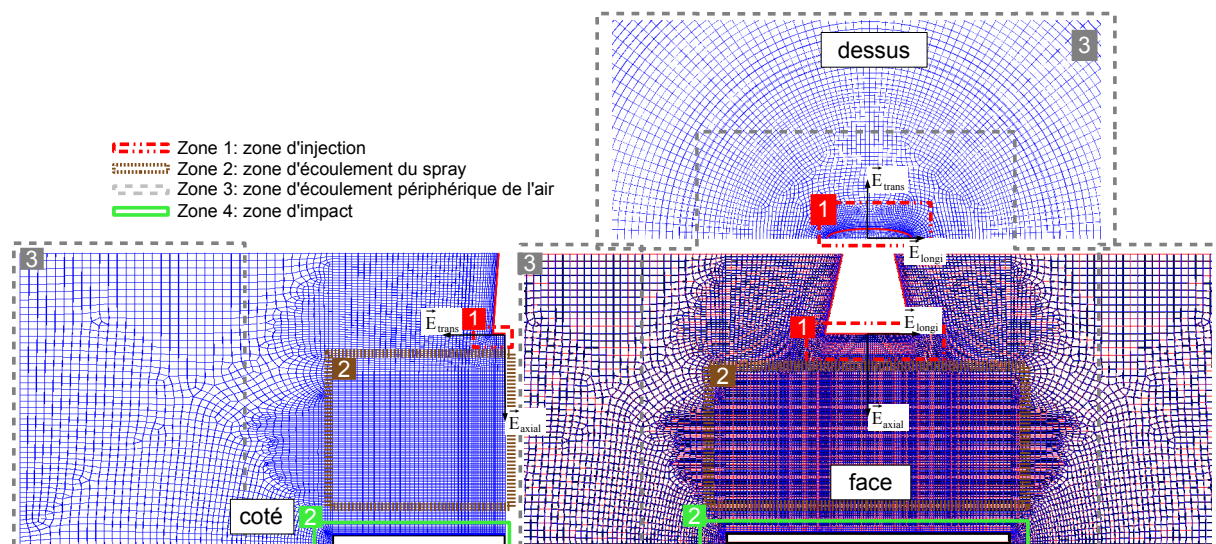 dessus
3
Zone 1: zone d'injection
Zone 2: zone d'écoulement du spray
Zone 3: zone d'écoulement périphérique de l'air
Zone 4: zone d'impact
E trans
1
E longi
3
3
E trans
1
1
E longi
2
2
E axial
E axial
face
coté
2
2